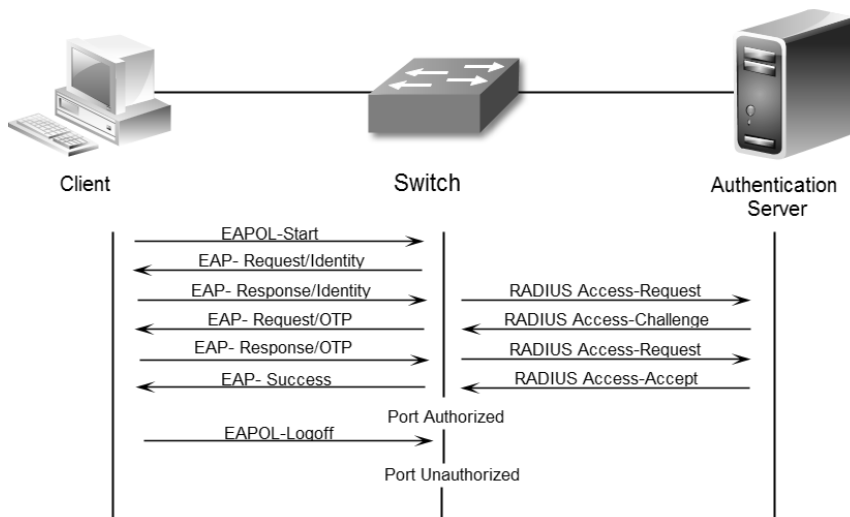 Client
Switch
Authentication
Server
EAPOL-Start
EAP- Request/Identity
EAP- Response/Identity
RADIUS Access-Request
EAP- Request/OTP
RADIUS Access-Challenge
EAP- Response/OTP
RADIUS Access-Request
EAP- Success
RADIUS Access-Accept
Port Authorized
EAPOL-Logoff
Port Unauthorized